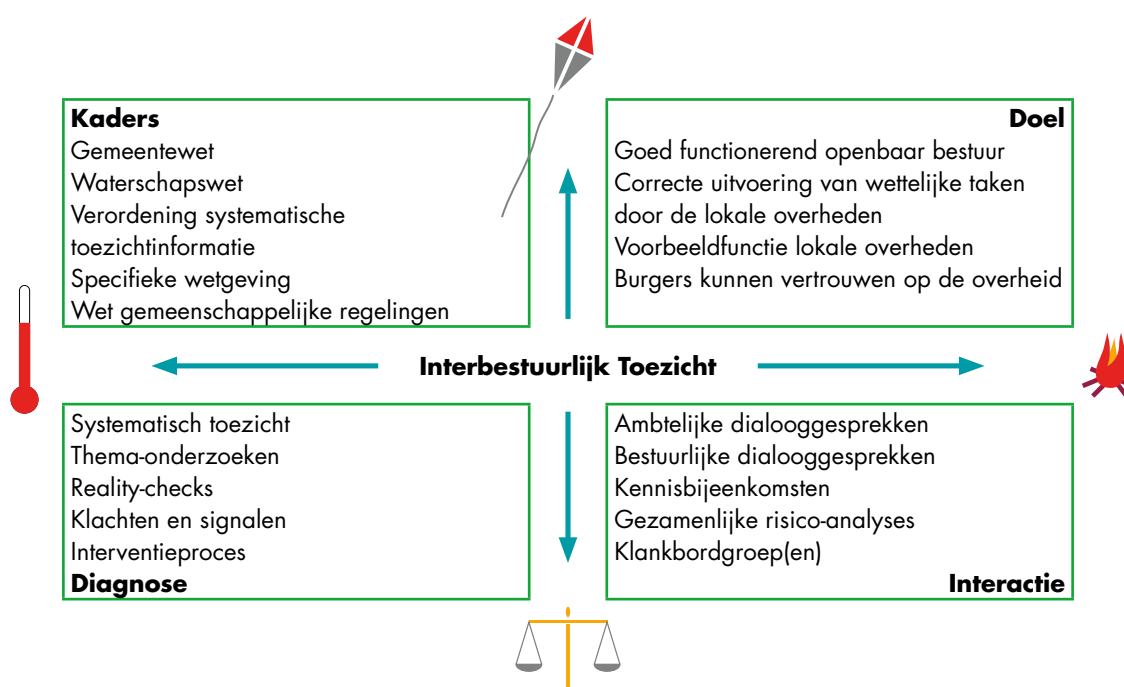 Kaders
Gemeentewet
Waterschapswet
Verordening systematische
toezichtinformatie
Specifieke wetgeving
Wet gemeenschappelijke regelingen
Doel
Goed functionerend openbaar bestuur
Correcte uitvoering van wettelijke taken
door de lokale overheden
Voorbeeldfunctie lokale overheden
Burgers kunnen vertrouwen op de overheid
Interbestuurlijk Toezicht
Systematisch toezicht
Thema-onderzoeken
Reality-checks
Klachten en signalen
Interventieproces
Diagnose
Ambtelijke dialooggesprekken
Bestuurlijke dialooggesprekken
Kennisbijeenkomsten
Gezamenlijke risico-analyses
Klankbordgroep(en)
Interactie